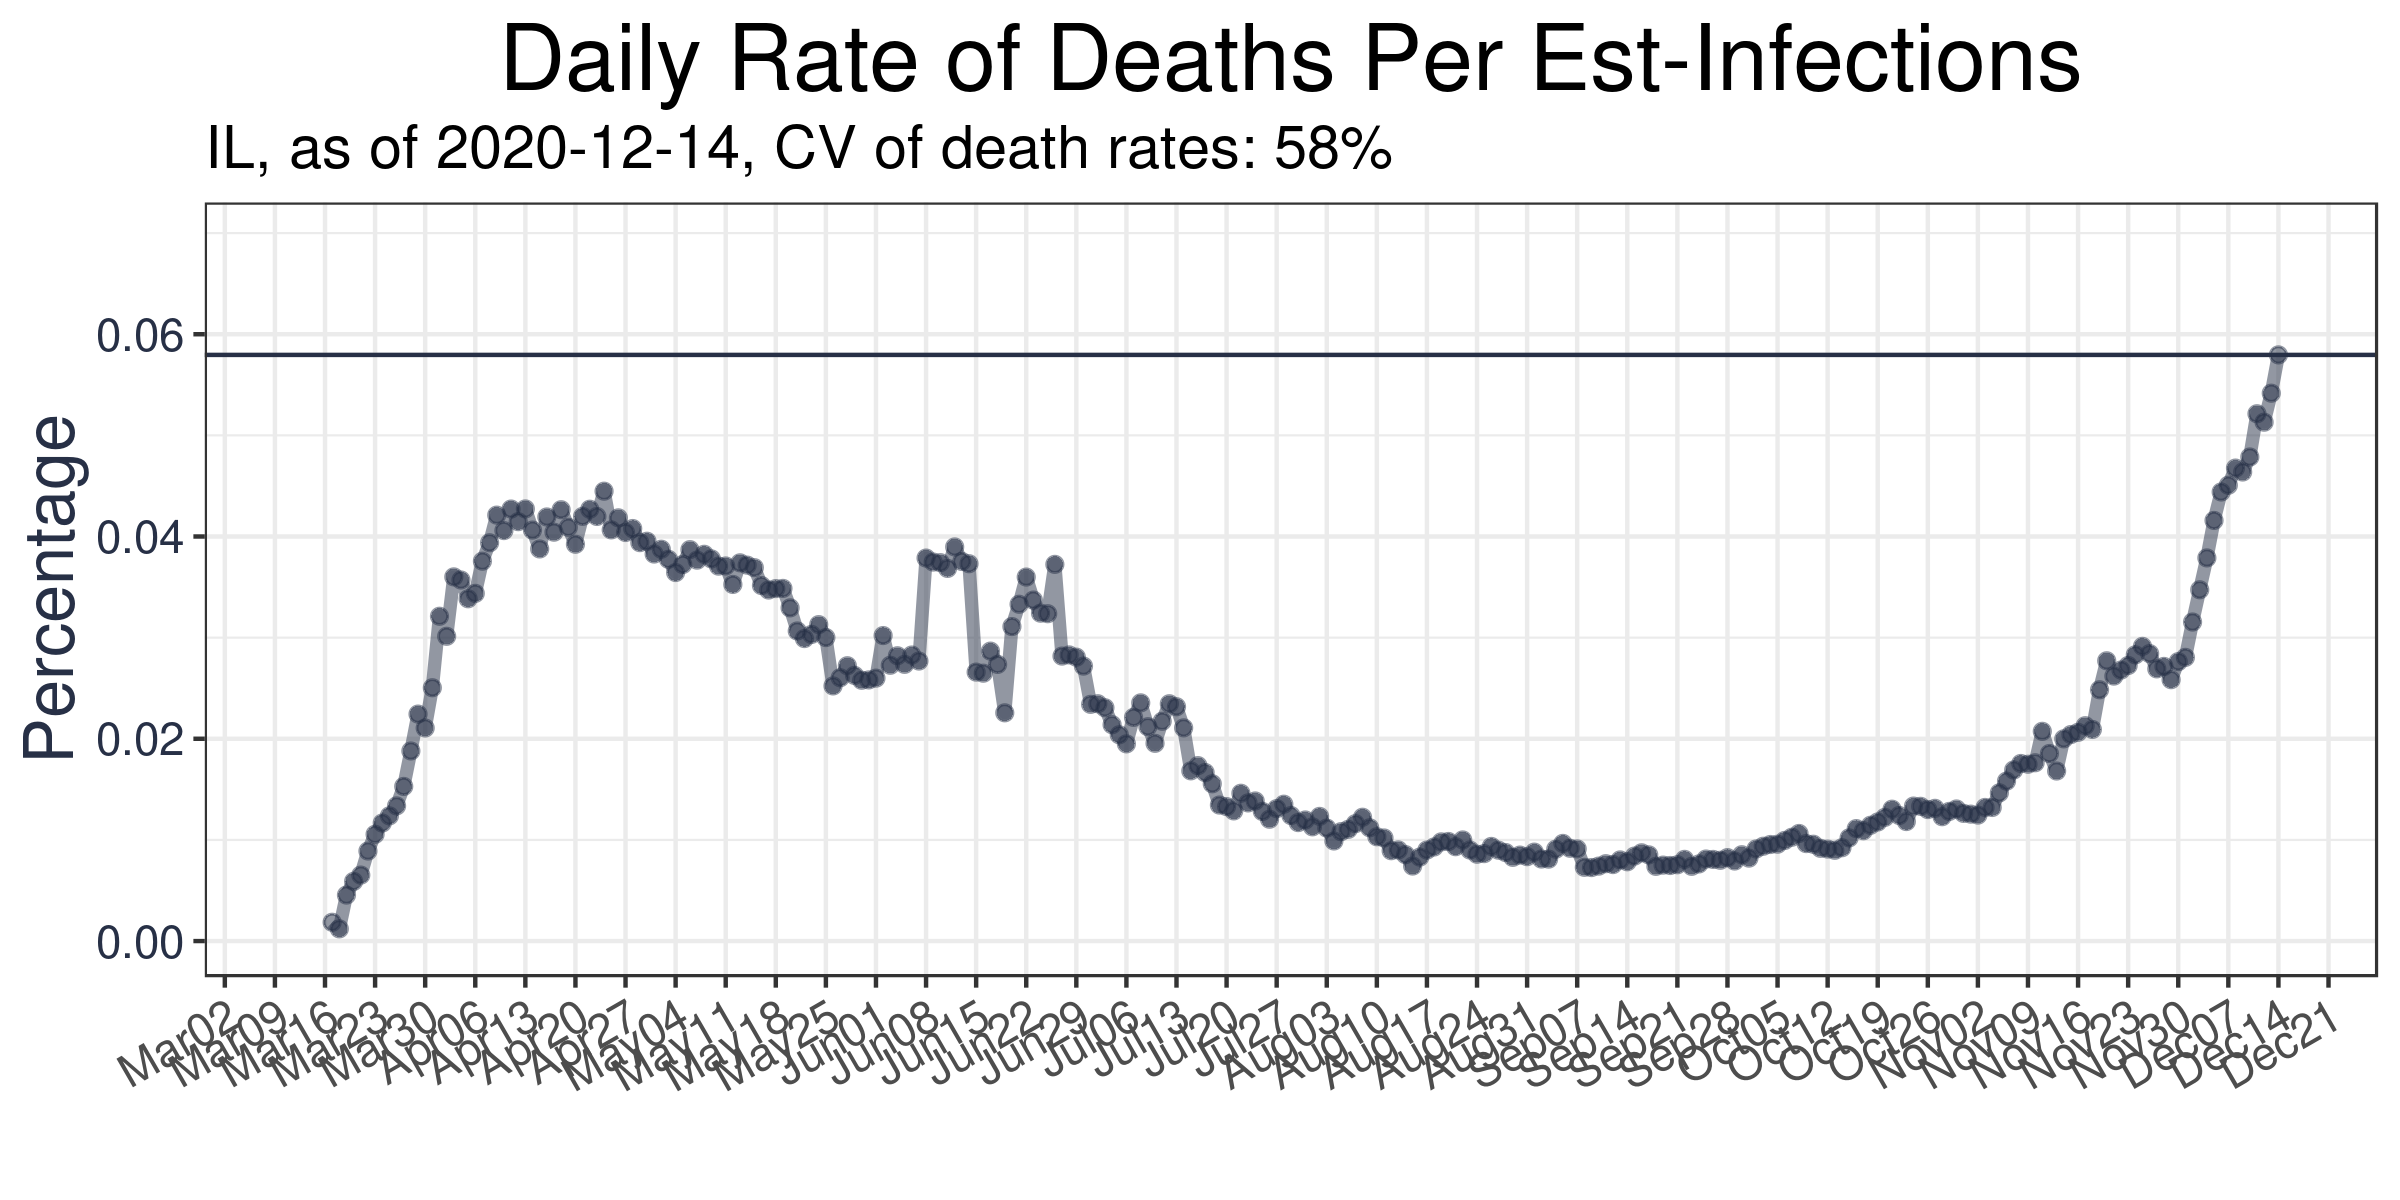 Daily Rate of Deaths Per Est-Infections
IL, as of 2020-12-14, CV of death rates: 58%
Percentage
0.06
0.04
0.02
0.00
Mar02
Mar09
Mar16
Mar23
Mar30
Apr06
Apr13
Apr20
Apr27
May04
May11
May18
May25
Jun01
Jun08
Jun15
Jun22
Jun29
Jul06
Jul13
Jul20
Jul27
Aug03
Aug10
Aug17
Aug24
Aug31
Sep07
Sep14
Sep21
Sep28
Oct05
Oct12
Oct19
Oct26
Nov02
Nov09
Nov16
Nov23
Nov30
Dec07
Dec14
Dec21